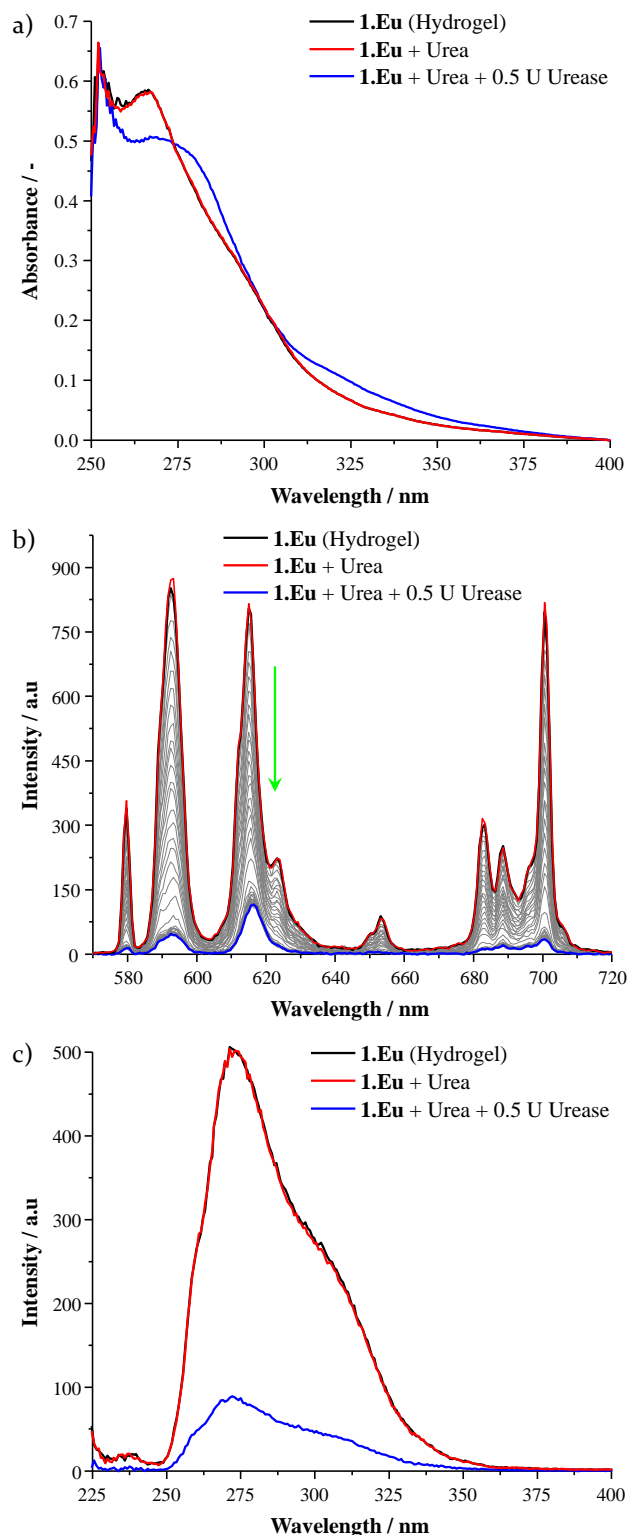 a)
1.Eu (Hydrogel)
1.Eu + Urea
1.Eu + Urea + 0.5 U Urease
0.7
0.6
0.5
0.4
0.3
0.2
0.1
0.0
Absorbance / -
250 275 300 325 350 375 400
Wavelength / nm
b)
1.Eu (Hydrogel)
1.Eu + Urea
1.Eu + Urea + 0.5 U Urease
900
750
600
450
300
150
0
Intensity / a.u
580 600 620 640 660 680 700 720
Wavelength / nm
c)
1.Eu (Hydrogel)
1.Eu + Urea
1.Eu + Urea + 0.5 U Urease
500
400
300
200
100
0
Intensity / a.u
225 250 275 300 325 350 375 400
Wavelength / nm